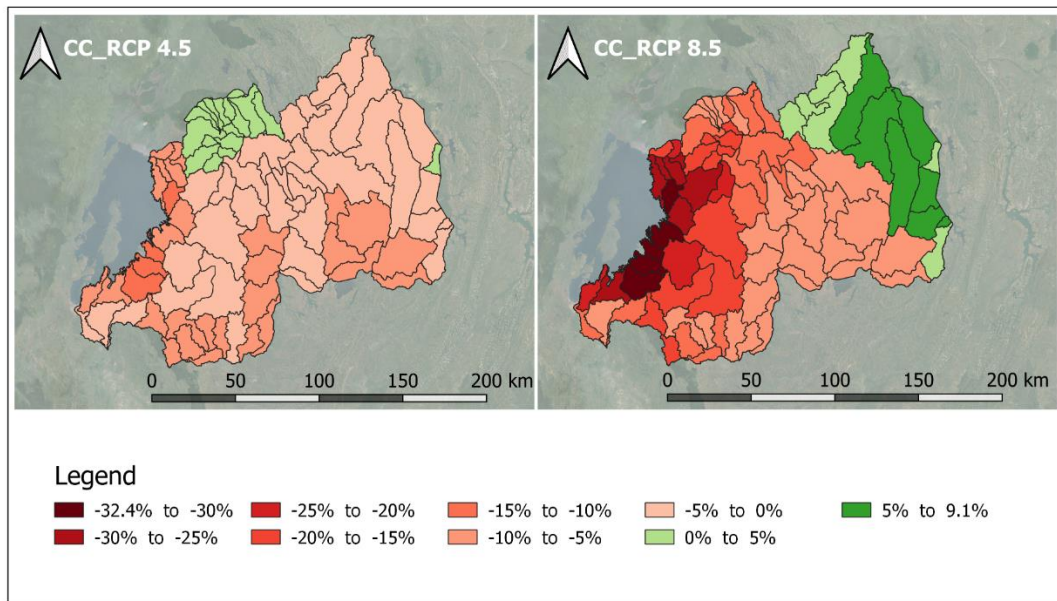 CC_RCP 4.5
0 50 100 150 200 km
CC_RCP 8.5
0 50 100 150 200 km
Legend
-32.4% to -30% -25% to -20% -15% to -10% -5% to 0% 5% to 9.1%
-30% to -25% -20% to -15% -10% to -5% 0% to 5%